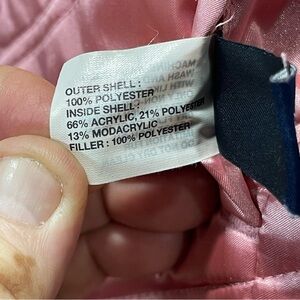 OUTER SHELL :
100% POLYESTER
INSIDE SHELL :
66% ACRYLIC, 21% POLYESTER
13% MODACRYLIC
FILLER : 100% POLYESTER